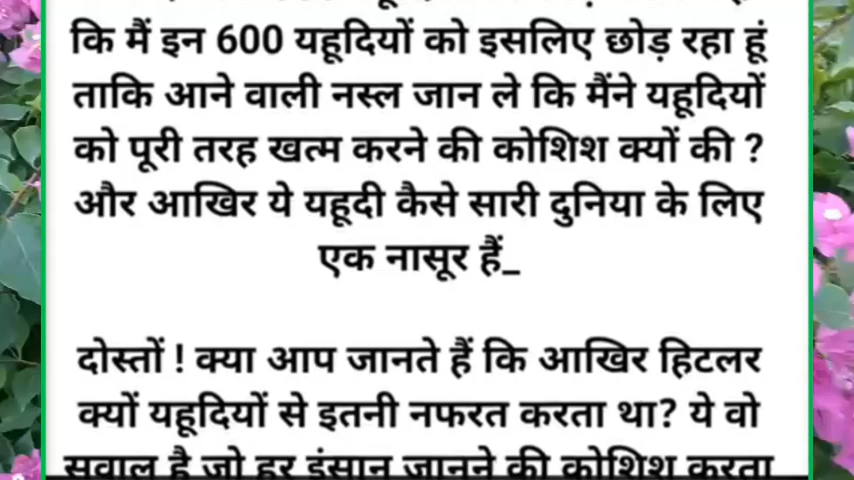 कि मैं इन 600 यहूदियों को इसलिए छोड़ रहा हूं
ताकि आने वाली नस्ल जान ले कि मैंने यहूदियों
को पूरी तरह खत्म करने की कोशिश क्यों की ?
और आखिर ये यहूदी कैसे सारी दुनिया के लिए
एक नासूर हैं_
दोस्तों ! क्या आप जानते हैं कि आखिर हिटलर
क्यों यहूदियों से इतनी नफरत करता था? ये वो
सवाल है जो हर इंसान जानने की कोशिश करता